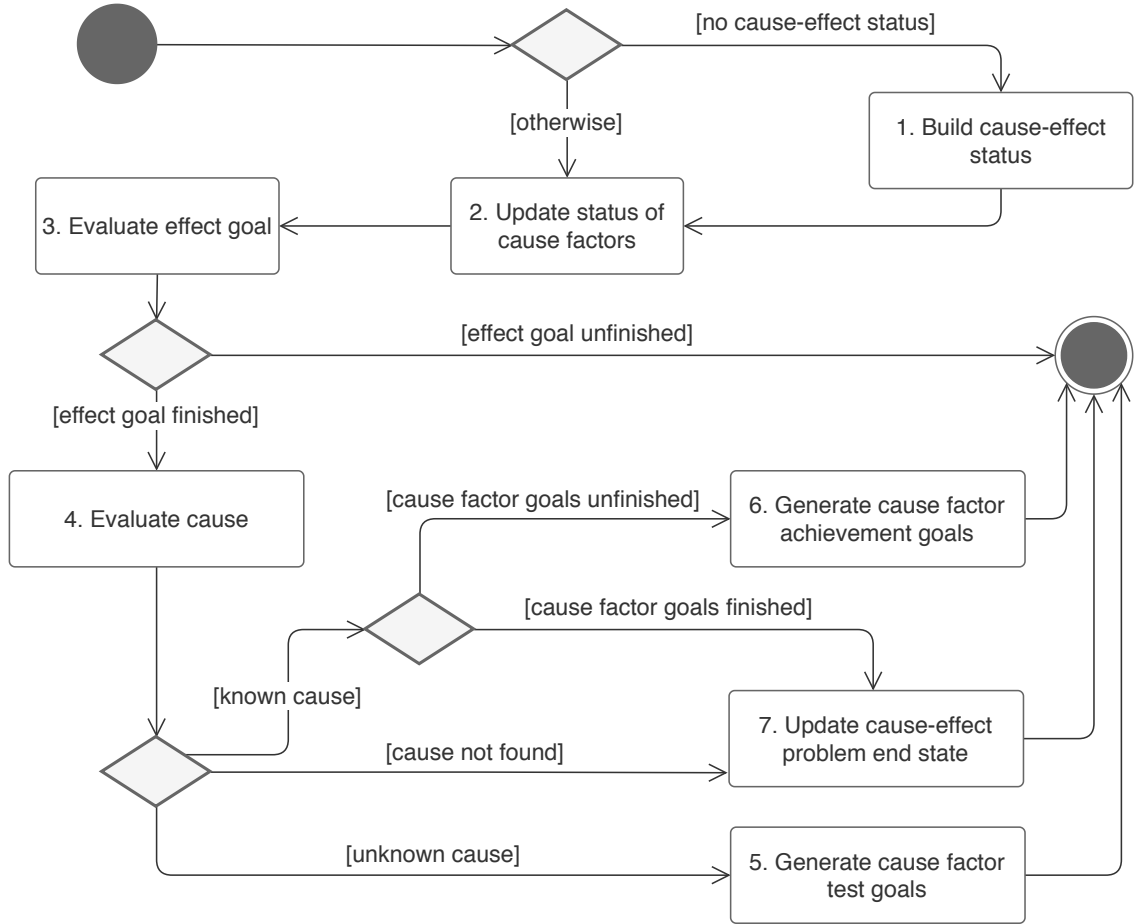 [no cause-effect status]
[otherwise]
1. Build cause-effect
status
3. Evaluate effect goal
2. Update status of
cause factors
[effect goal unfinished]
[effect goal finished]
4. Evaluate cause
[cause factor goals unfinished]
6. Generate cause factor
achievement goals
[cause factor goals finished]
[known cause]
7. Update cause-effect
problem end state
[cause not found]
[unknown cause]
5. Generate cause factor
test goals